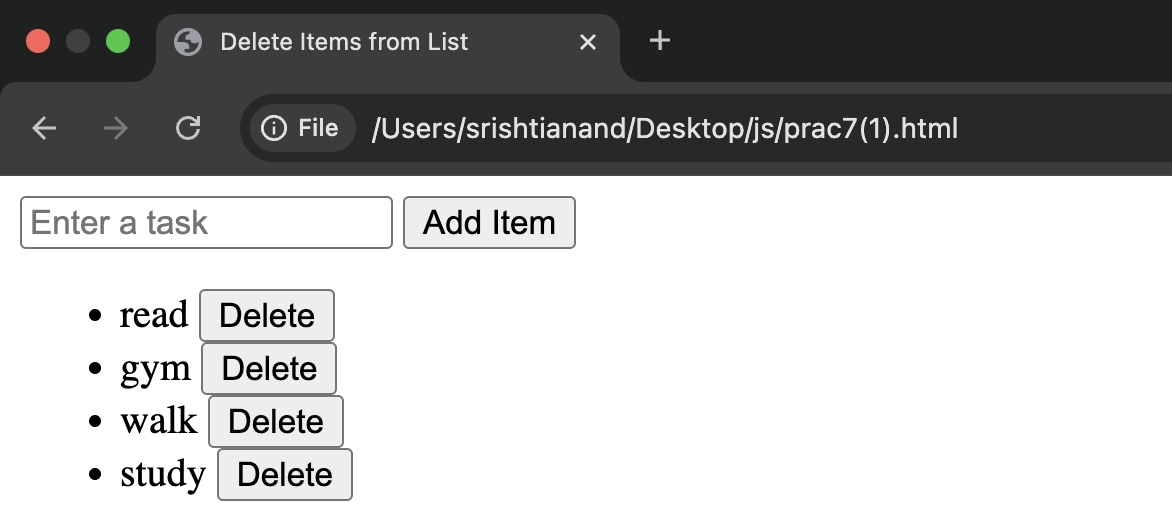 Delete Items from List
File /Users/srishtianand/Desktop/js/prac7(1).html
Enter a task Add Item
read Delete
gym Delete
walk Delete
study Delete